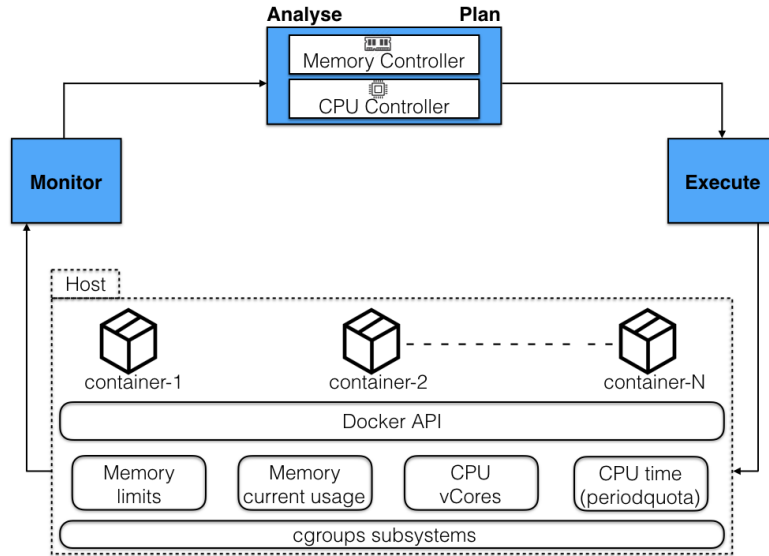 Analyse Plan
Memory Controller
CPU Controller
Monitor
Execute
Host
container-1
container-2
container-N
Docker API
Memory
limits
Memory
current usage
CPU
vCores
CPU time
(periodquota)
cgroups subsystems